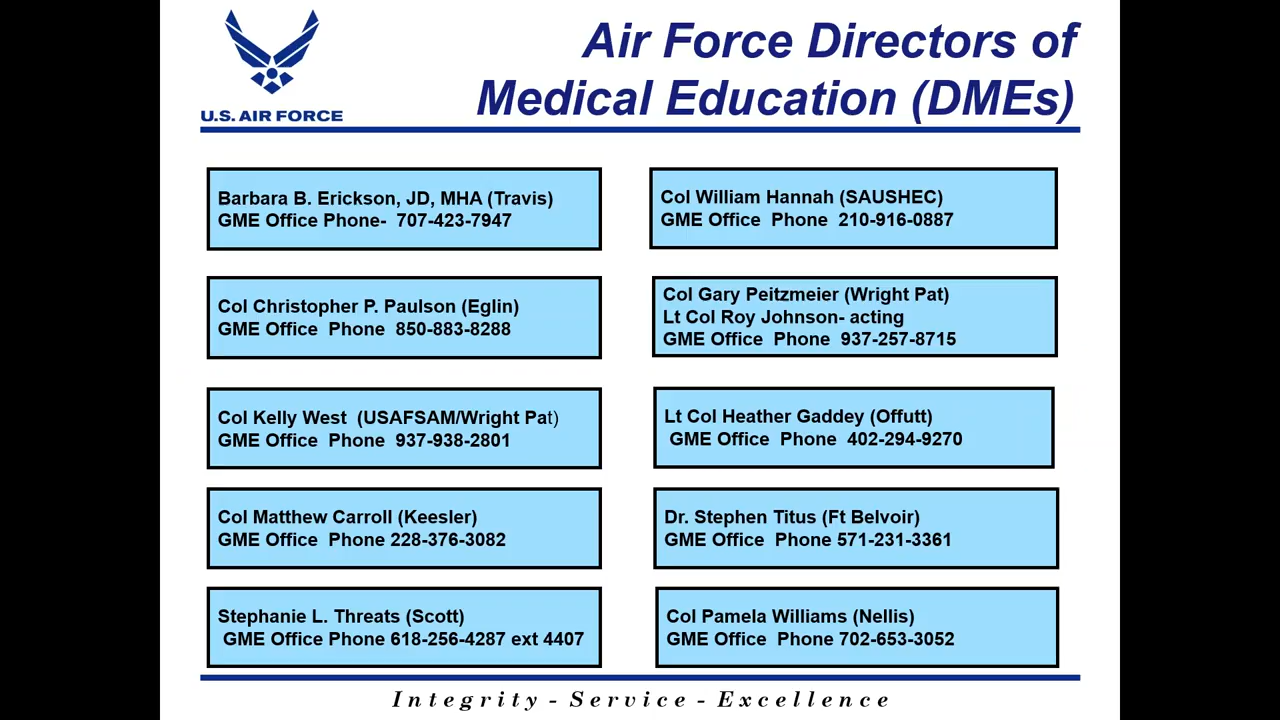 U.S. AIR FORCE
Air Force Directors of
Medical Education (DMEs)
Barbara B. Erickson, JD, MHA (Travis)
GME Office Phone- 707-423-7947
Col William Hannah (SAUSHEC)
GME Office Phone 210-916-0887
Col Christopher P. Paulson (Eglin)
GME Office Phone 850-883-8288
Col Gary Peitzmeier (Wright Pat)
Lt Col Roy Johnson- acting
GME Office Phone 937-257-8715
Col Kelly West (USAFSAM/Wright Pat)
GME Office Phone 937-938-2801
Lt Col Heather Gaddey (Offutt)
GME Office Phone 402-294-9270
Col Matthew Carroll (Keesler)
GME Office Phone 228-376-3082
Dr. Stephen Titus (Ft Belvoir)
GME Office Phone 571-231-3361
Stephanie L. Threats (Scott)
GME Office Phone 618-256-4287 ext 4407
Col Pamela Williams (Nellis)
GME Office Phone 702-653-3052
Integrity - Service - Excellence